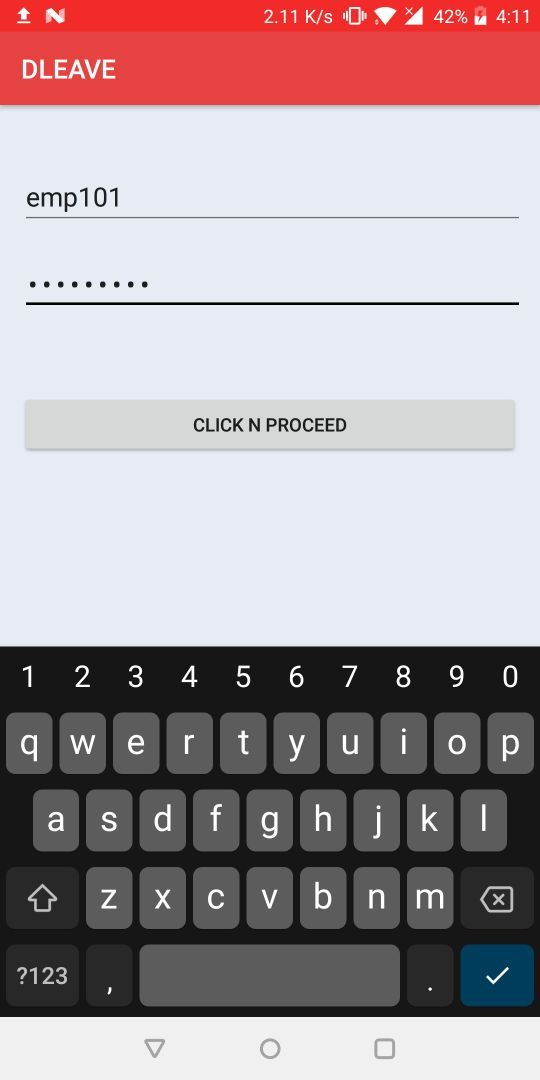 2.11 K/s 42% 4:11
DLEAVE
emp101
•••••••••
CLICK N PROCEED
1 2 3 4 5 6 7 8 9 0
q w e r t y u i o p
a s d f g h j k l
z x c v b n m
?123 , .